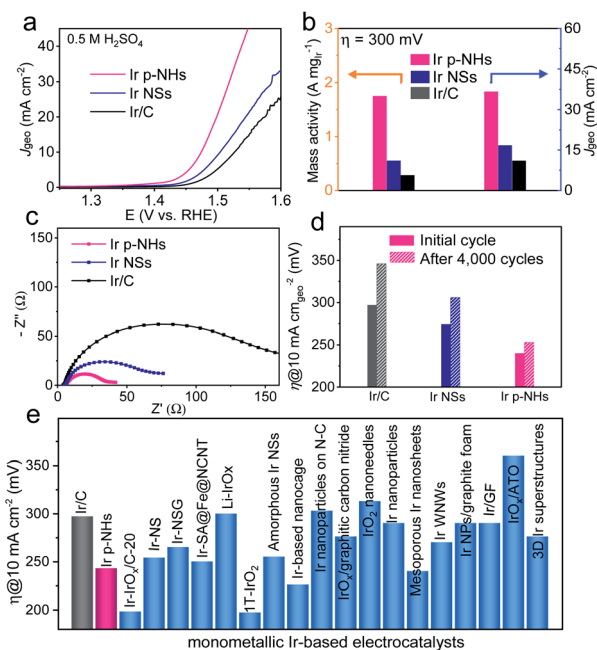 a
0.5 M H2SO4
Ir p-NHs
Ir NSs
Ir/C
Jgeo (mA cm-2)
40
30
20
10
0
1.3
1.4
1.5
1.6
E (V vs. RHE)
b
η = 300 mV
Ir p-NHs
Ir NSs
Ir/C
Mass activity (A mgIr-1)
3
2
1
0
Jgeo (mA cm-2)
60
45
30
15
0
c
Ir p-NHs
Ir NSs
Ir/C
- Z'' (Ω)
-150
-100
-50
0
0
50
100
150
Z' (Ω)
d
Initial cycle
After 4,000 cycles
η@10 mA cmgeo-2 (mV)
350
300
250
200
Ir/C
Ir NSs
Ir p-NHs
e
η@10 mA cm-2 (mV)
350
300
250
200
Ir/C
Ir p-NHs
Ir-IrOx/C-20
Ir-NS
Ir-NSG
Ir-SA@Fe@NCNT
Li-IrOx
1T-IrO2
Amorphous Ir NSs
Ir-based nanocage
Ir nanoparticles on N-C
IrOx/graphitic carbon nitride
IrO2 nanoneedles
Ir nanoparticles
Mesoporous Ir nanosheets
Ir WNWs
Ir NPs/graphite foam
Ir/GF
IrOx/ATO
3D Ir superstructures
monometallic Ir-based electrocatalysts